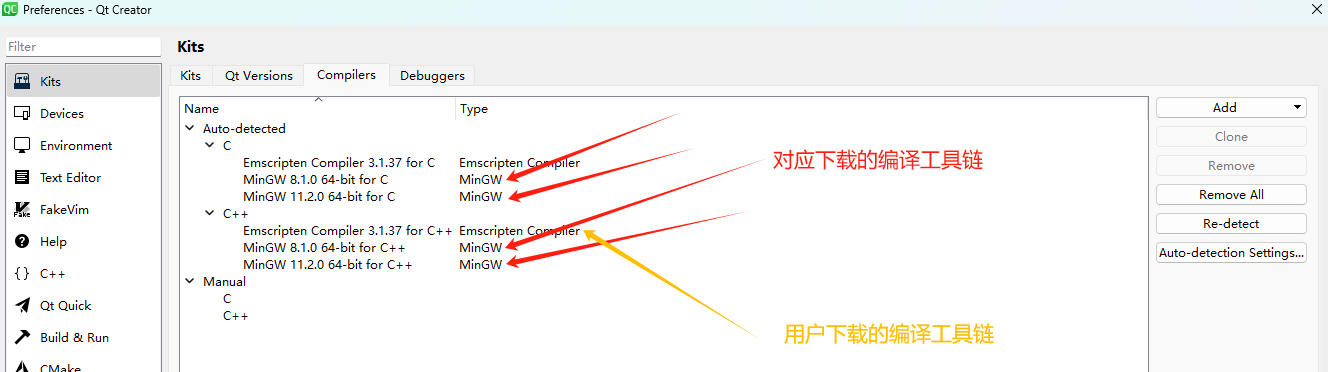 QC Preferences - Qt Creator
Filter
Kits
Devices
Environment
Text Editor
FakeVim
Help
C++
Qt Quick
Build & Run
CMake
Kits
Kits Qt Versions Compilers Debuggers
Name Type
Auto-detected
C
Emscripten Compiler 3.1.37 for C Emscripten Compiler
MinGW 8.1.0 64-bit for C MinGW
MinGW 11.2.0 64-bit for C MinGW
C++
Emscripten Compiler 3.1.37 for C++ Emscripten Compiler
MinGW 8.1.0 64-bit for C++ MinGW
MinGW 11.2.0 64-bit for C++ MinGW
Manual
C
C++
对应下载的编译工具链
用户下载的编译工具链
Add
Clone
Remove
Remove All
Re-detect
Auto-detection Settings...